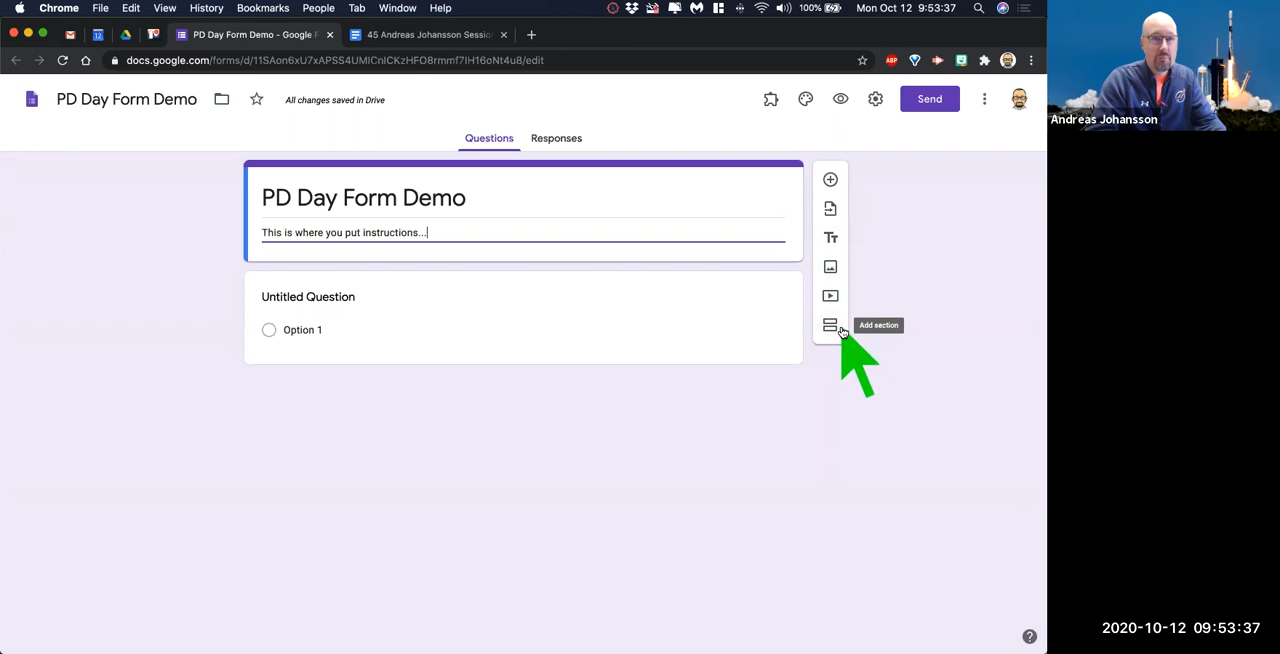 Chrome File Edit View History Bookmarks People Tab Window Help 100% Mon Oct 12 9:53:37
PD Day Form Demo - Google F 45 Andreas Johansson Sessio
docs.google.com/forms/d/11SAon6xU7xAPSS4UMICnICKzHFO8rmmf7IH16oNt4u8/edit
ABP
PD Day Form Demo All changes saved in Drive Send
Andreas Johansson
Questions Responses
PD Day Form Demo
This is where you put instructions...
Untitled Question
Option 1
Add section
2020-10-12 09:53:37